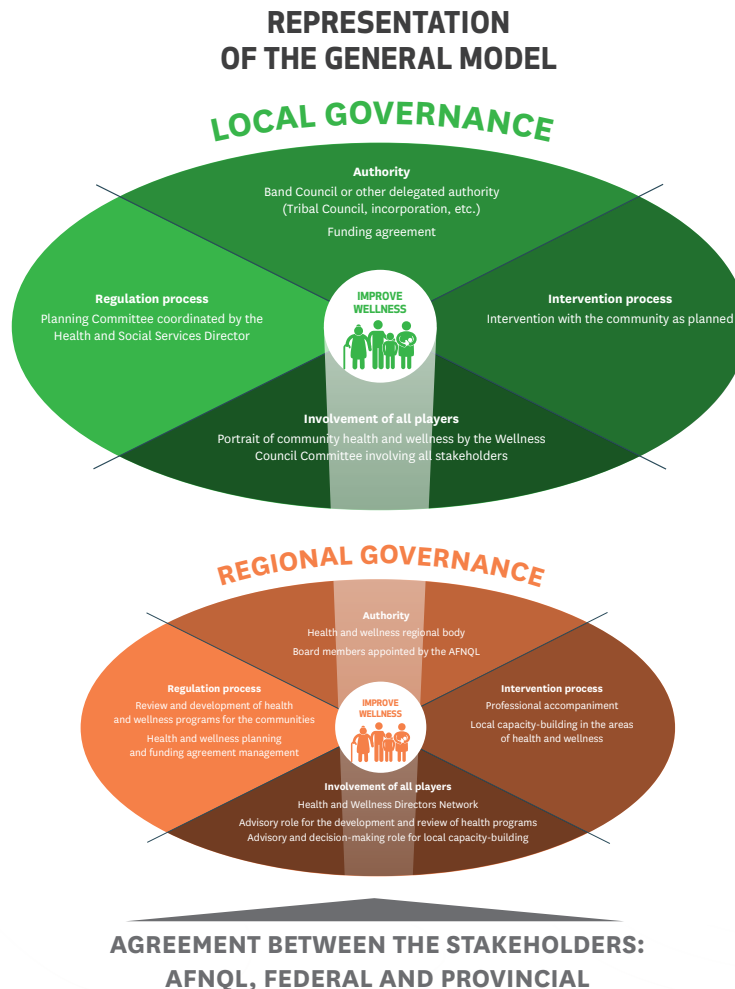 REPRESENTATION
OF THE GENERAL MODEL
LOCAL GOVERNANCE
Authority
Band Council or other delegated authority
(Tribal Council, incorporation, etc.)
Funding agreement
Regulation process
Planning Committee coordinated by the
Health and Social Services Director
IMPROVE
WELLNESS
Intervention process
Intervention with the community as planned
Involvement of all players
Portrait of community health and wellness by the Wellness
Council Committee involving all stakeholders
REGIONAL GOVERNANCE
Authority
Health and wellness regional body
Board members appointed by the AFNQL
Regulation process
Review and development of health
and wellness programs for the communities
Health and wellness planning
and funding agreement management
IMPROVE
WELLNESS
Intervention process
Professional accompaniment
Local capacity-building in the areas
of health and wellness
Involvement of all players
Health and Wellness Directors Network
Advisory role for the development and review of health programs
Advisory and decision-making role for local capacity-building
AGREEMENT BETWEEN THE STAKEHOLDERS:
AFNQL, FEDERAL AND PROVINCIAL